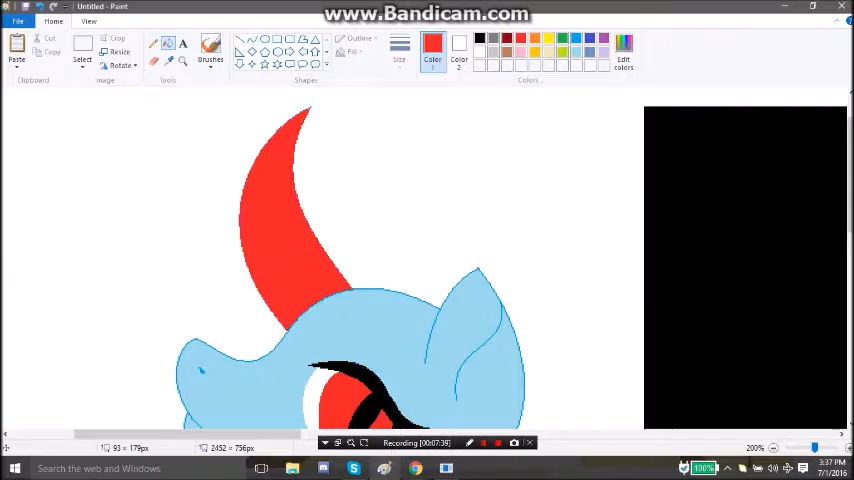 www.Bandicam.com
Untitled - Paint
File Home View
Paste
Cut
Copy
Clipboard
Select
Crop
Resize
Rotate
Image
A
Tools
Brushes
Outline
Fill
Shapes
Size
Color
1
Color
2
Edit
colors
Colors
93 × 179px
2452 × 756px
Recording [00:07:39]
200%
Search the web and Windows
100%
3:37 PM
7/1/2016